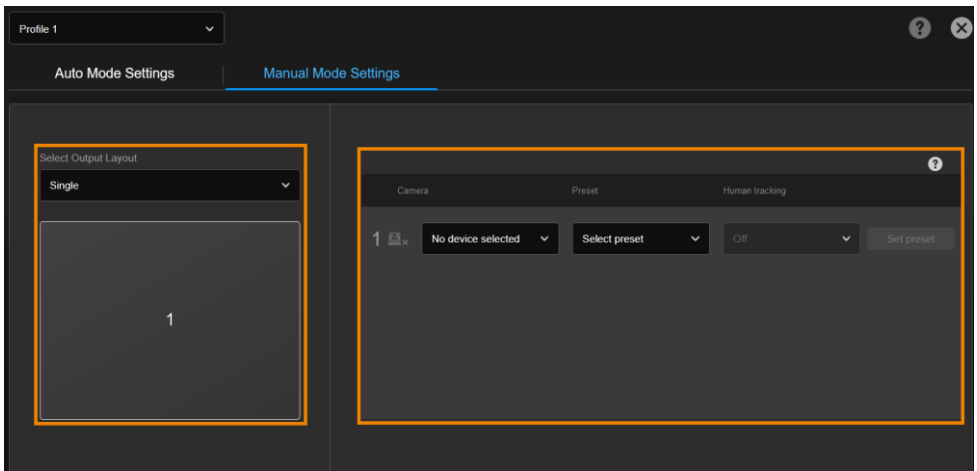 Profile 1
?
Auto Mode Settings
Manual Mode Settings
Select Output Layout
Single
1
?
Camera
Preset
Human tracking
1
No device selected
Select preset
Off
Set preset